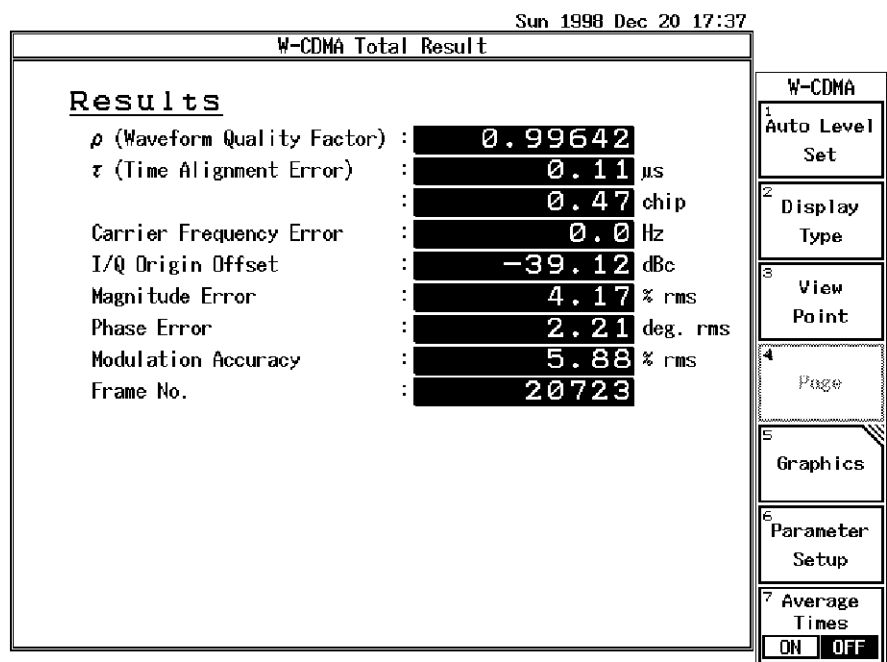 Sun 1998 Dec 20 17:37
W-CDMA Total Result
Results
ρ (Waveform Quality Factor) : 0.99642
τ (Time Alignment Error) : 0.11 µs
: 0.47 chip
Carrier Frequency Error : 0.0 Hz
I/Q Origin Offset : -39.12 dBc
Magnitude Error : 4.17 % rms
Phase Error : 2.21 deg. rms
Modulation Accuracy : 5.88 % rms
Frame No. : 20723
W-CDMA
1
Auto Level
Set
2
Display
Type
3
View
Point
4
Page
5
Graphics
6
Parameter
Setup
7 Average
Times
ON OFF